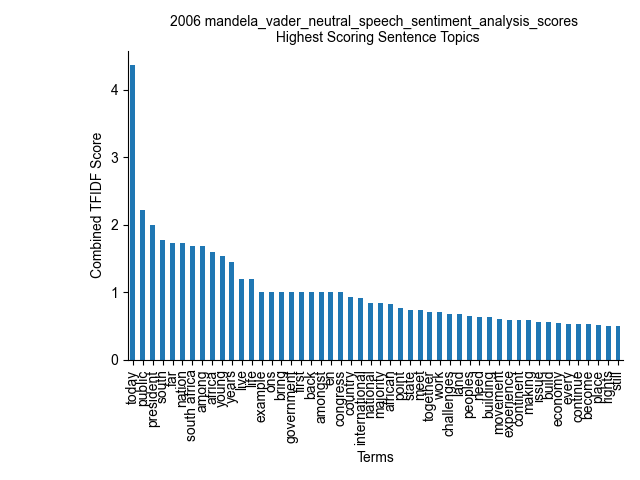 2006 mandela_vader_neutral_speech_sentiment_analysis_scores
Highest Scoring Sentence Topics
Combined TFIDF Score
4
3
2
1
0
today
public
president
south
far
nation
south africa
among
africa
young
years
live
life
example
ons
bring
government
first
back
amongst
en
congress
country
international
national
majority
african
point
state
meet
together
work
challenges
land
peoples
need
building
movement
experience
continent
making
issue
build
economy
every
continue
become
place
rights
still
Terms